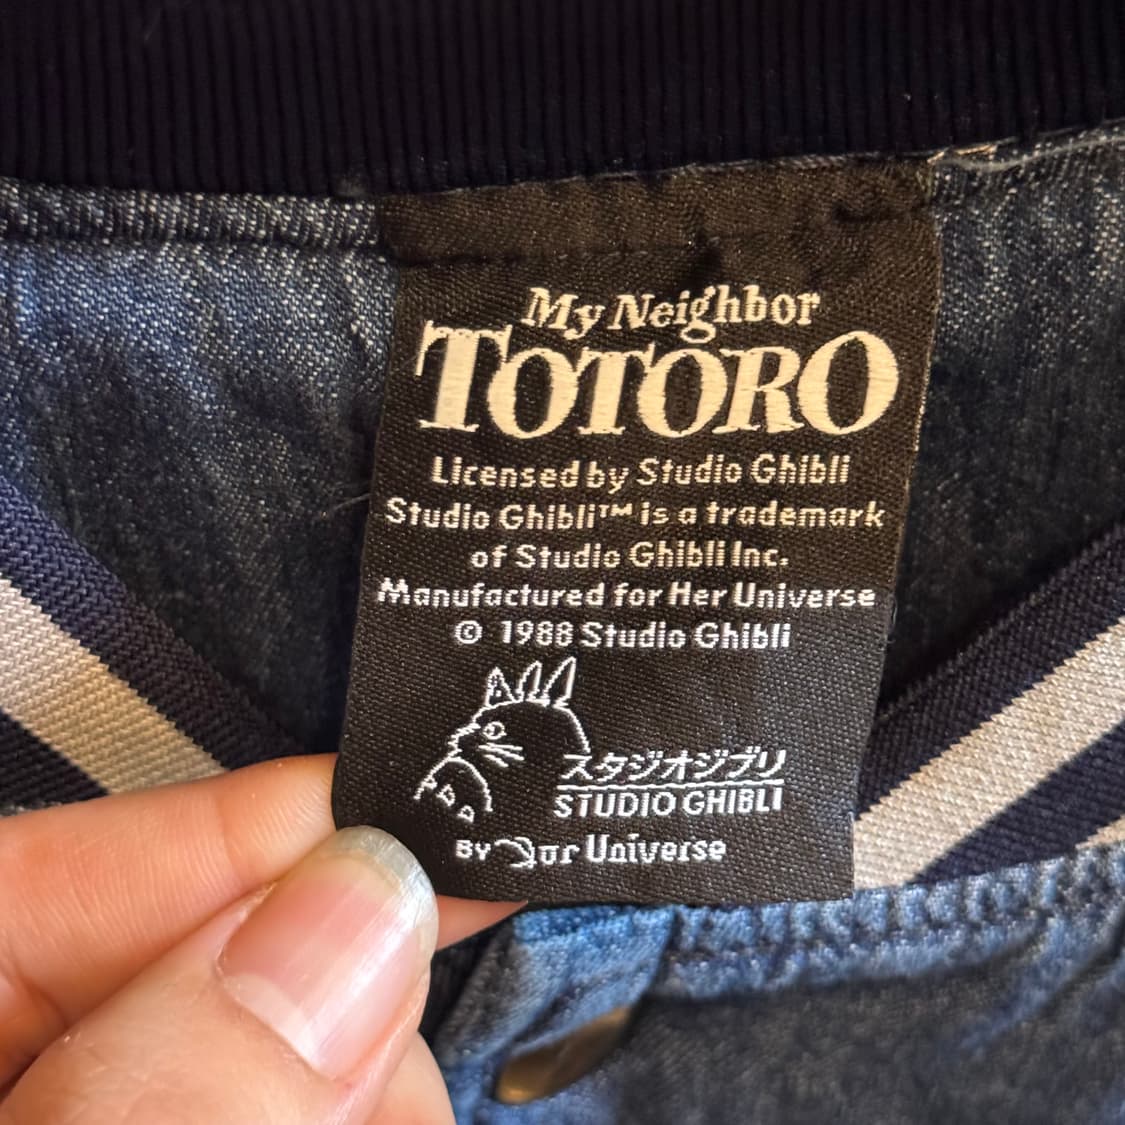 My Neighbor
TOTORO
Licensed by Studio Ghibli
Studio Ghibli™ is a trademark
of Studio Ghibli Inc.
Manufactured for Her Universe
© 1988 Studio Ghibli
スタジオジブリ
STUDIO GHIBLI
BY Universe